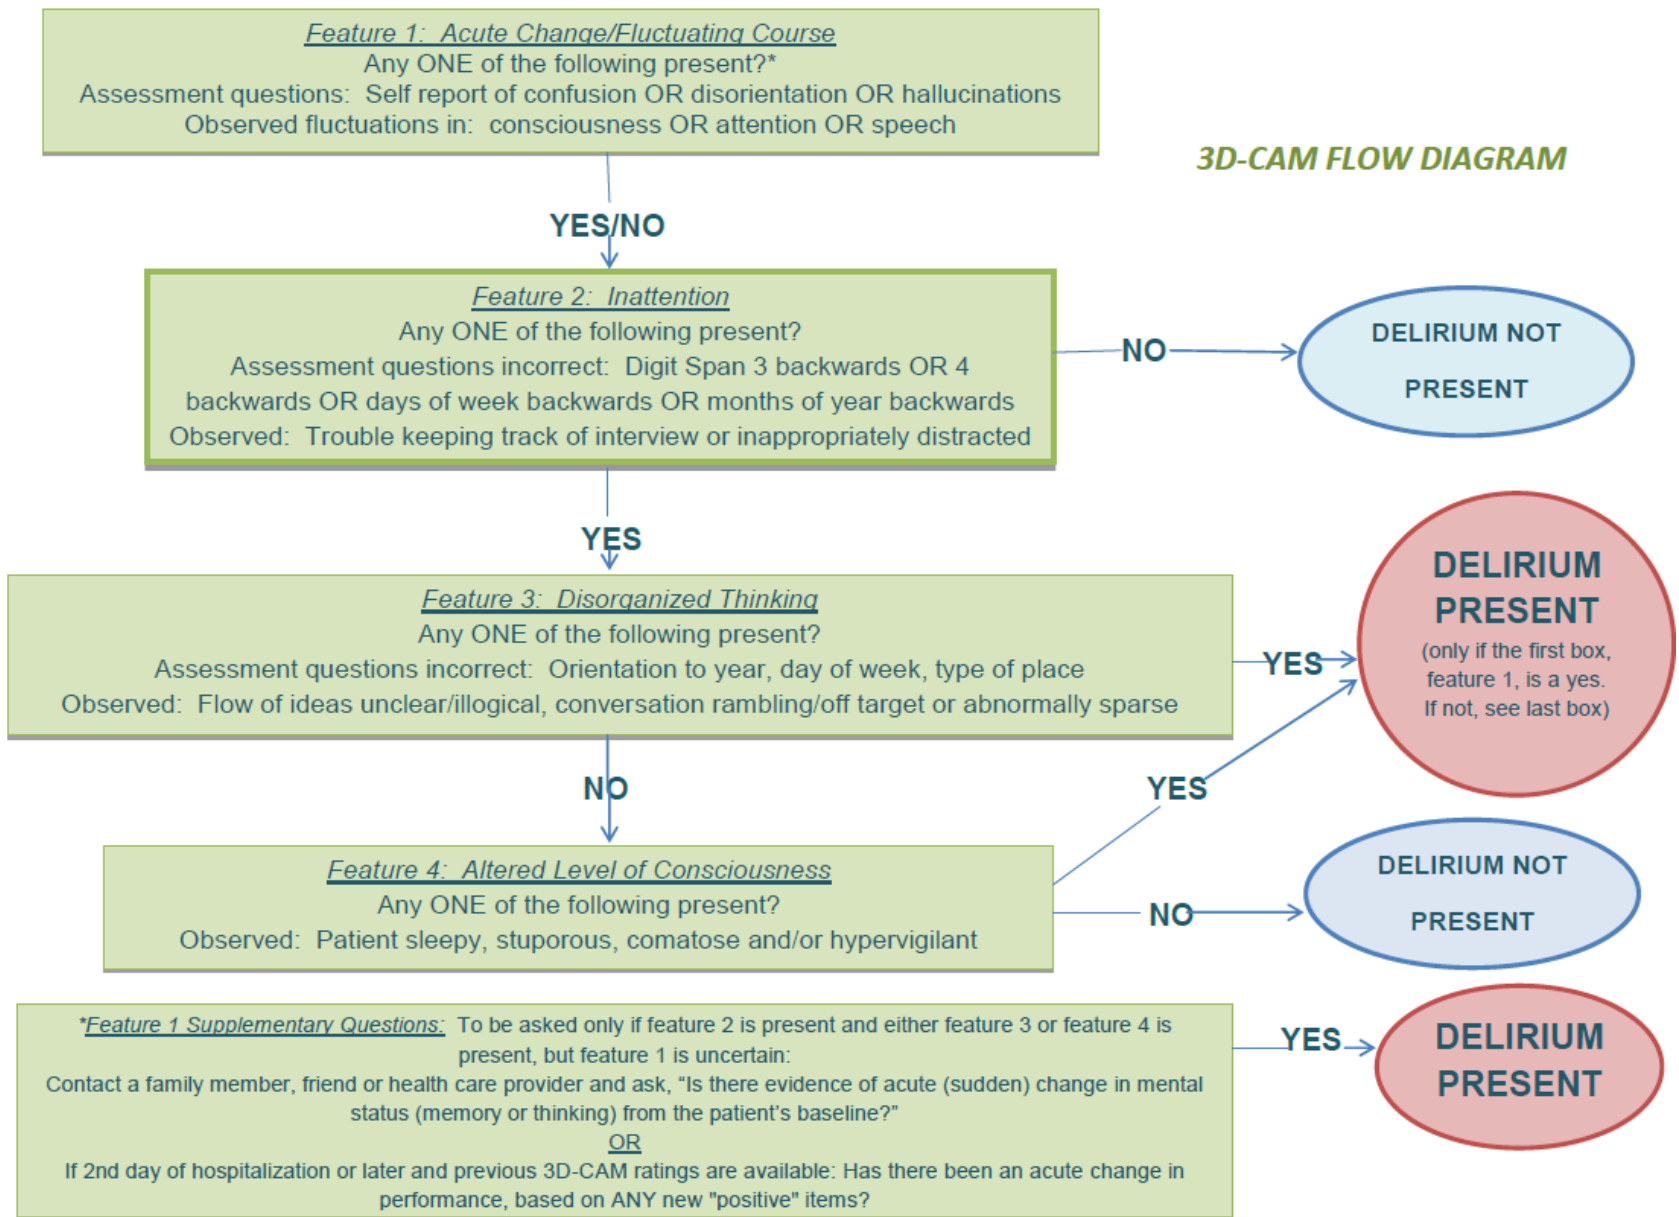 Feature 1:  Acute Change/Fluctuating Course
Any ONE of the following present?*
Assessment questions:  Self report of confusion OR disorientation OR hallucinations
Observed fluctuations in:  consciousness OR attention OR speech
3D-CAM FLOW DIAGRAM
YES/NO
Feature 2:  Inattention
Any ONE of the following present?
Assessment questions incorrect:  Digit Span 3 backwards OR 4
backwards OR days of week backwards OR months of year backwards
Observed:  Trouble keeping track of interview or inappropriately distracted
NO
DELIRIUM NOT
PRESENT
YES
Feature 3:  Disorganized Thinking
Any ONE of the following present?
Assessment questions incorrect:  Orientation to year, day of week, type of place
Observed:  Flow of ideas unclear/illogical, conversation rambling/off target or abnormally sparse
YES
DELIRIUM
PRESENT
(only if the first box,
feature 1, is a yes.
If not, see last box)
NO
YES
Feature 4:  Altered Level of Consciousness
Any ONE of the following present?
Observed:  Patient sleepy, stuporous, comatose and/or hypervigilant
NO
DELIRIUM NOT
PRESENT
*Feature 1 Supplementary Questions:  To be asked only if feature 2 is present and either feature 3 or feature 4 is
present, but feature 1 is uncertain:
Contact a family member, friend or health care provider and ask, “Is there evidence of acute (sudden) change in mental
status (memory or thinking) from the patient’s baseline?”
OR
If 2nd day of hospitalization or later and previous 3D-CAM ratings are available: Has there been an acute change in
performance, based on ANY new "positive" items?
YES
DELIRIUM
PRESENT